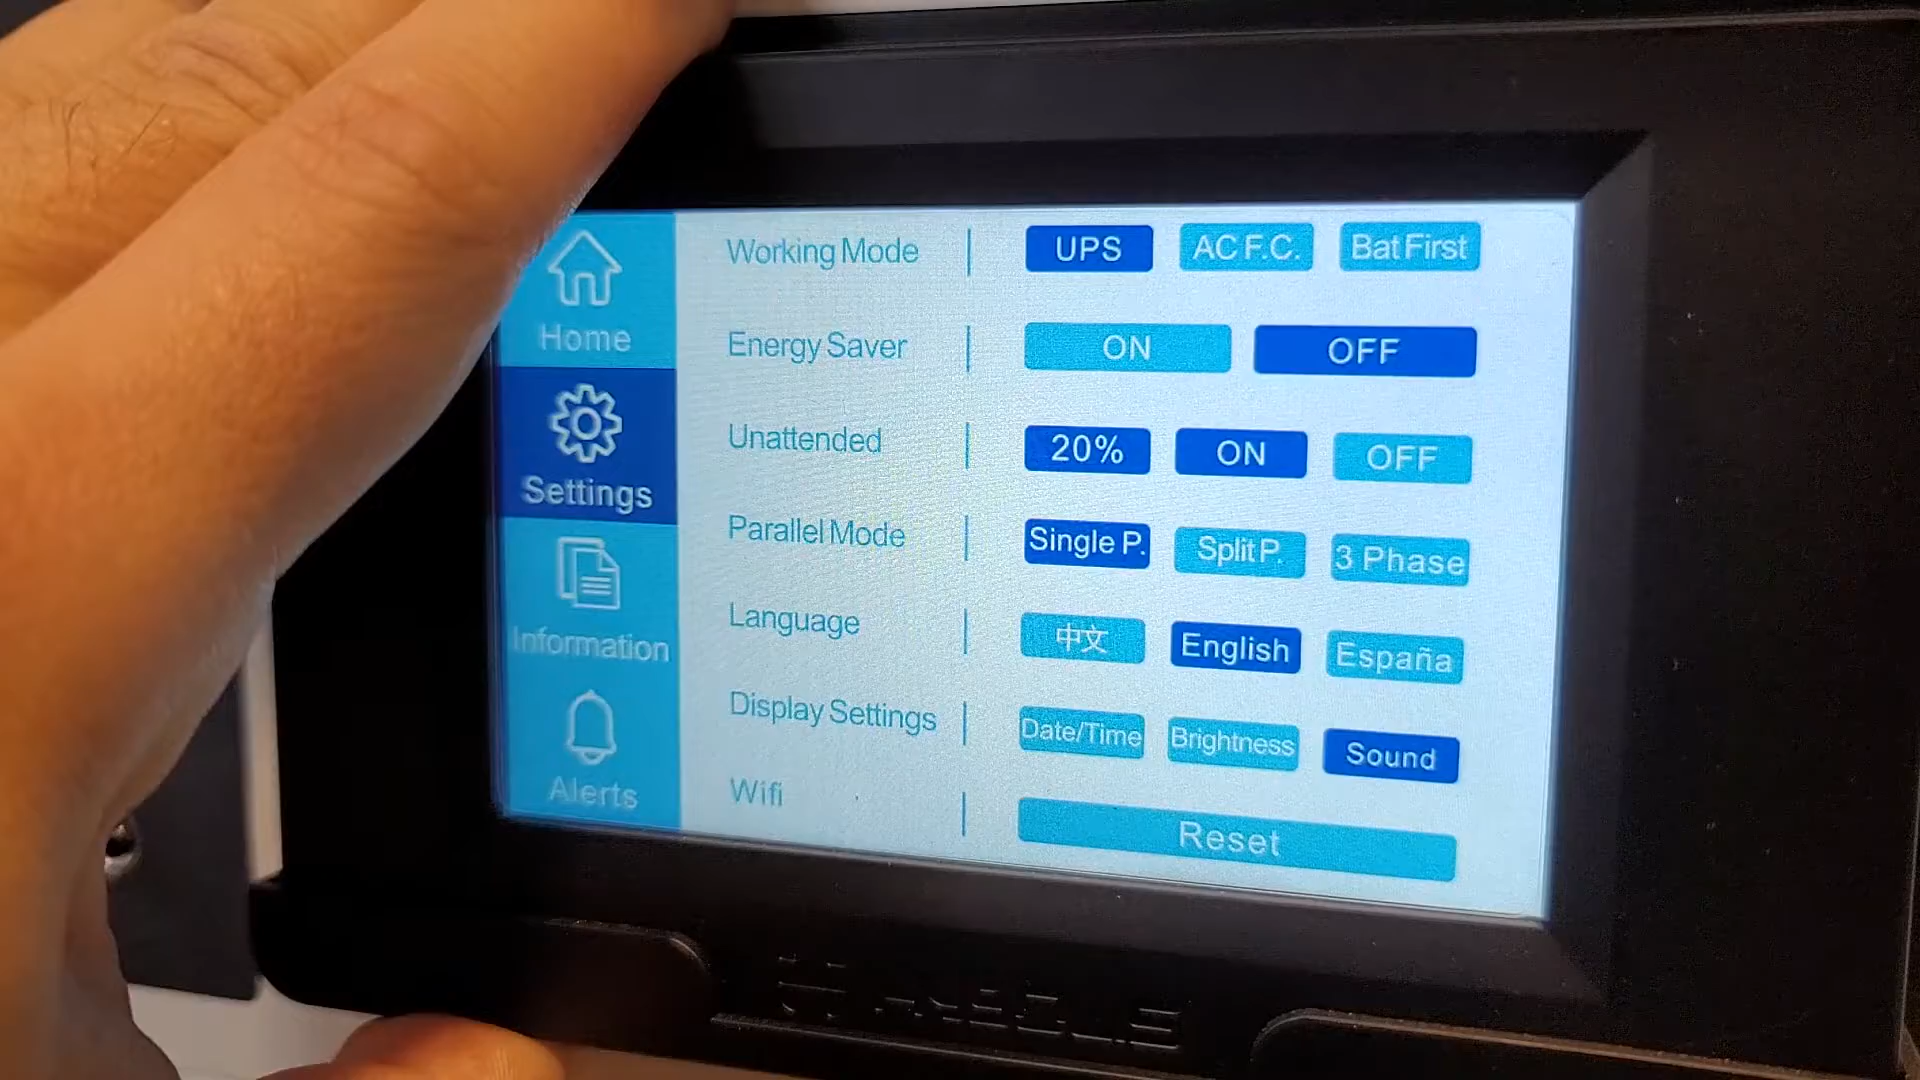 Home
Settings
Information
Alerts
Working Mode | UPS AC F.C. Bat First
Energy Saver | ON OFF
Unattended | 20% ON OFF
Parallel Mode | Single P. Split P. 3 Phase
Language | 中文 English España
Display Settings | Date/Time Brightness Sound
Wifi | Reset